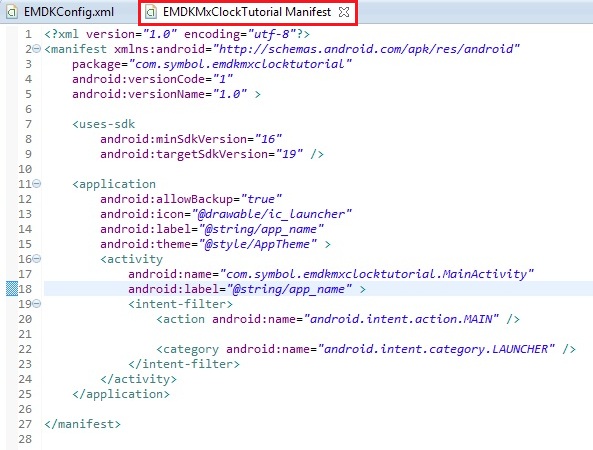 EMDKConfig.xml EMDKMxClockTutorial Manifest
1 <?xml version="1.0" encoding="utf-8"?>
2 <manifest xmlns:android="http://schemas.android.com/apk/res/android"
3 package="com.symbol.emdkmxclocktutorial"
4 android:versionCode="1"
5 android:versionName="1.0" >
6
7 <uses-sdk
8 android:minSdkVersion="16"
9 android:targetSdkVersion="19" />
10
11 <application
12 android:allowBackup="true"
13 android:icon="@drawable/ic_launcher"
14 android:label="@string/app_name"
15 android:theme="@style/AppTheme" >
16 <activity
17 android:name="com.symbol.emdkmxclocktutorial.MainActivity"
18 android:label="@string/app_name" >
19 <intent-filter>
20 <action android:name="android.intent.action.MAIN" />
21
22 <category android:name="android.intent.category.LAUNCHER" />
23 </intent-filter>
24 </activity>
25 </application>
26
27 </manifest>
28